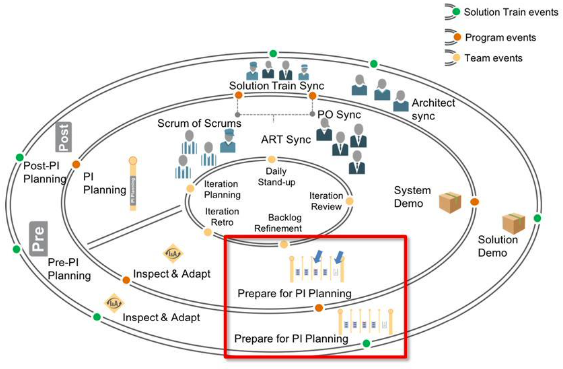 Solution Train events
Program events
Team events
Solution Train Sync
Architect
sync
PO Sync
Scrum of Scrums
ART Sync
Post
Post-PI
Planning
PI
Planning
PI Planning
Daily
Stand-up
Iteration
Planning
Iteration
Review
Iteration
Retro
Backlog
Refinement
System
Demo
Solution
Demo
Pre
Pre-PI
Planning
Inspect & Adapt
I&A
Prepare for PI Planning
Inspect & Adapt
I&A
Prepare for PI Planning